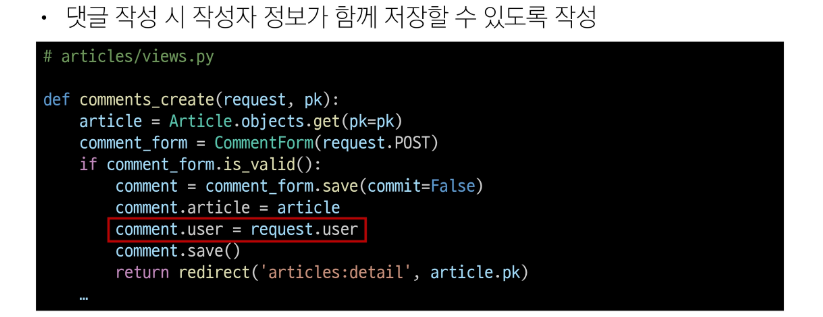 • 댓글 작성 시 작성자 정보가 함께 저장할 수 있도록 작성
# articles/views.py
def comments_create(request, pk):
    article = Article.objects.get(pk=pk)
    comment_form = CommentForm(request.POST)
    if comment_form.is_valid():
        comment = comment_form.save(commit=False)
        comment.article = article
        comment.user = request.user
        comment.save()
        return redirect('articles:detail', article.pk)
    …